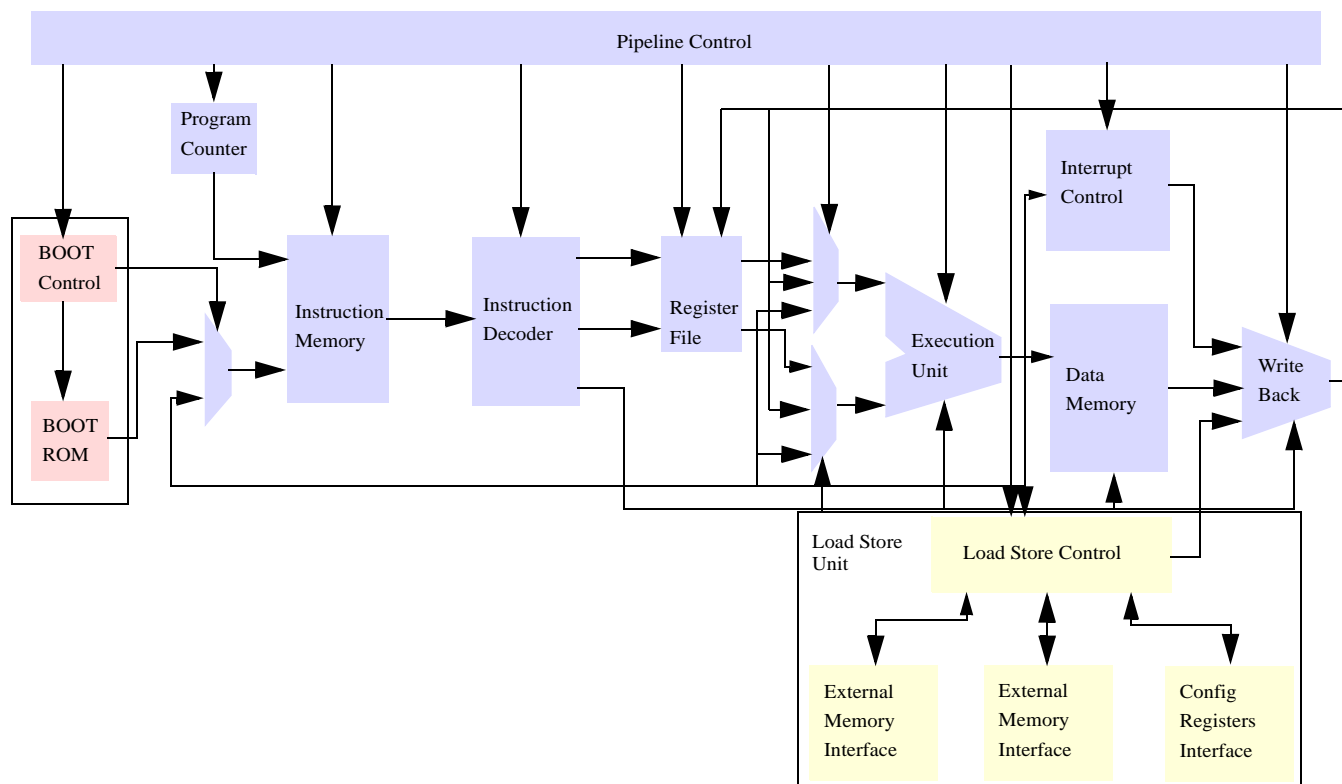 Pipeline Control
Program
Counter
BOOT
Control
BOOT
ROM
Instruction
Memory
Instruction
Decoder
Register
File
Execution
Unit
Interrupt
Control
Data
Memory
Write
Back
Load Store
Unit
Load Store Control
External
Memory
Interface
External
Memory
Interface
Config
Registers
Interface